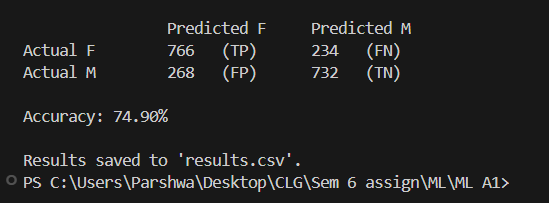 Predicted F Predicted M
Actual F 766 (TP) 234 (FN)
Actual M 268 (FP) 732 (TN)
Accuracy: 74.90%
Results saved to 'results.csv'.
PS C:\Users\Parshwa\Desktop\CLG\Sem 6 assign\ML\ML A1>